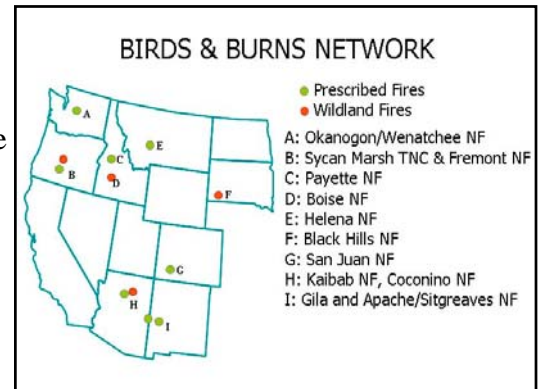 BIRDS & BURNS NETWORK
Prescribed Fires
Wildland Fires
A: Okanogon/Wenatchee NF
B: Sycan Marsh TNC & Fremont NF
C: Payette NF
D: Boise NF
E: Helena NF
F: Black Hills NF
G: San Juan NF
H: Kaibab NF, Coconino NF
I: Gila and Apache/Sitgreaves NF
A
B
C
D
E
F
G
H
I
e